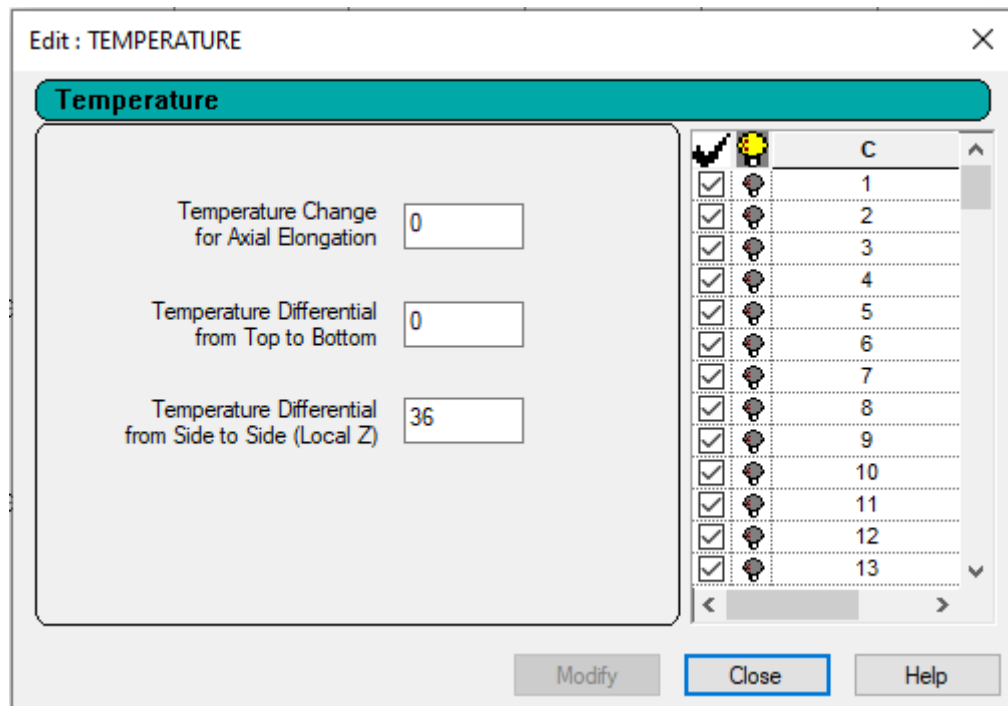 Edit : TEMPERATURE
Temperature
Temperature Change
for Axial Elongation
0
Temperature Differential
from Top to Bottom
0
Temperature Differential
from Side to Side (Local Z)
36
C
1
2
3
4
5
6
7
8
9
10
11
12
13
Modify
Close
Help